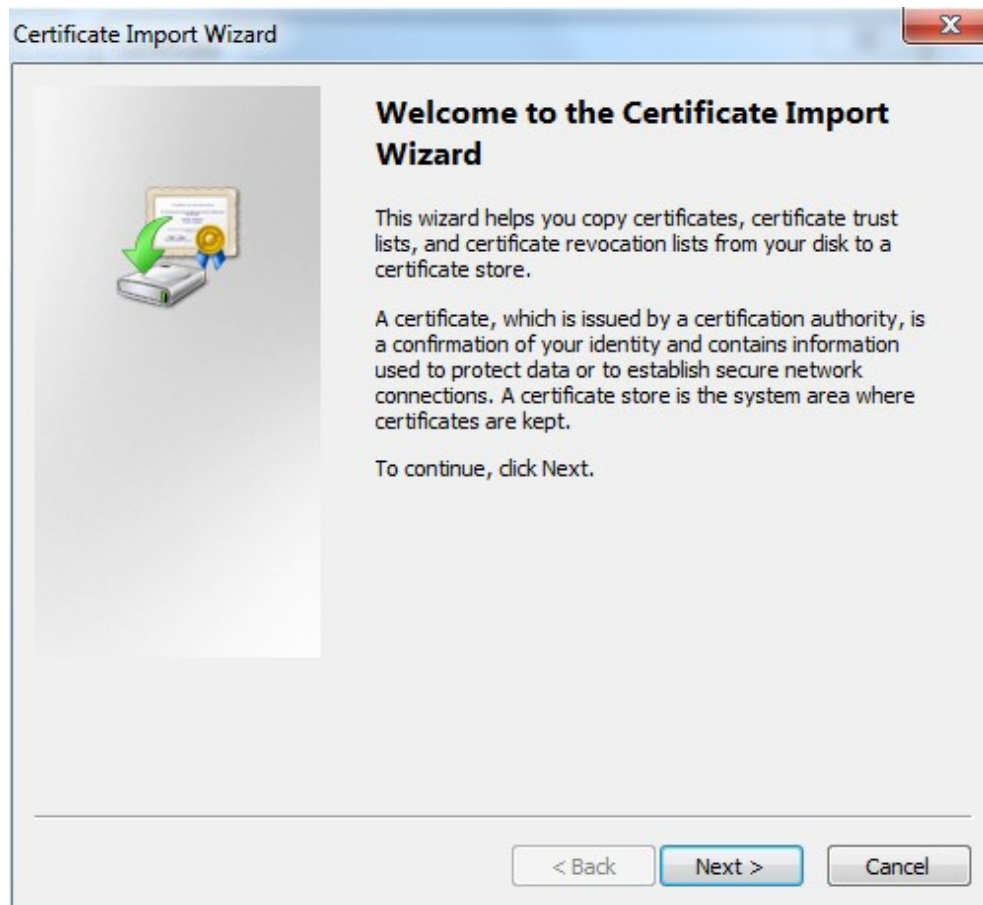 Certificate Import Wizard
Welcome to the Certificate Import
Wizard
This wizard helps you copy certificates, certificate trust
lists, and certificate revocation lists from your disk to a
certificate store.
A certificate, which is issued by a certification authority, is
a confirmation of your identity and contains information
used to protect data or to establish secure network
connections. A certificate store is the system area where
certificates are kept.
To continue, click Next.
< Back Next > Cancel